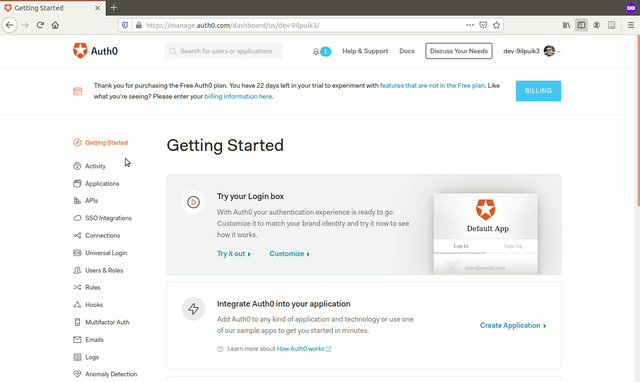 Getting Started
https://manage.auth0.com/dashboard/us/dev-9ilpuik3/
Auth0
Search for users or applications
1
Help & Support
Docs
Discuss Your Needs
dev-9ilpuik3
Thank you for purchasing the Free Auth0 plan. You have 22 days left in your trial to experiment with features that are not in the Free plan. Like
what you're seeing? Please enter your billing information here.
BILLING
Getting Started
Activity
Applications
APIs
SSO Integrations
Connections
Universal Login
Users & Roles
Rules
Hooks
Multifactor Auth
Emails
Logs
Anomaly Detection
Getting Started
Try your Login box
With Auth0 your authentication experience is ready to go.
Customize it to match your brand identity and try it now to see
how it works.
Try it out
Customize
Default App
Log In
Sign Up
your@email.com
Integrate Auth0 into your application
Add Auth0 to any kind of application and technology or use one
of our sample apps to get you started in minutes.
Learn more about How Auth0 works
Create Application